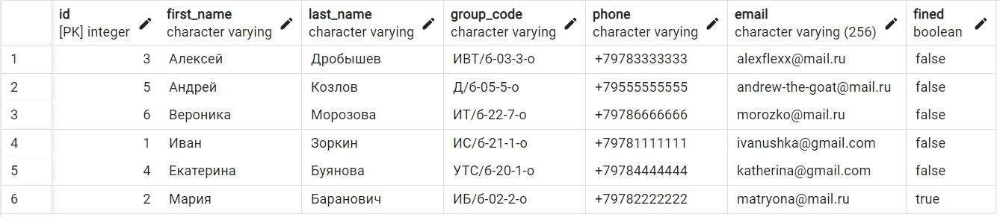 id first_name last_name group_code phone email fined
[PK] integer character varying character varying character varying character varying character varying (256) boolean
1 3 Алексей Дробышев ИВТ/б-03-3-о +79783333333 alexflexx@mail.ru false
2 5 Андрей Козлов Д/б-05-5-о +79555555555 andrew-the-goat@mail.ru false
3 6 Вероника Морозова ИТ/б-22-7-о +79786666666 morozko@mail.ru false
4 1 Иван Зоркин ИС/б-21-1-о +79781111111 ivanushka@gmail.com false
5 4 Екатерина Буянова УТС/б-20-1-о +79784444444 katherina@gmail.com false
6 2 Мария Баранович ИБ/б-02-2-о +79782222222 matryona@mail.ru true